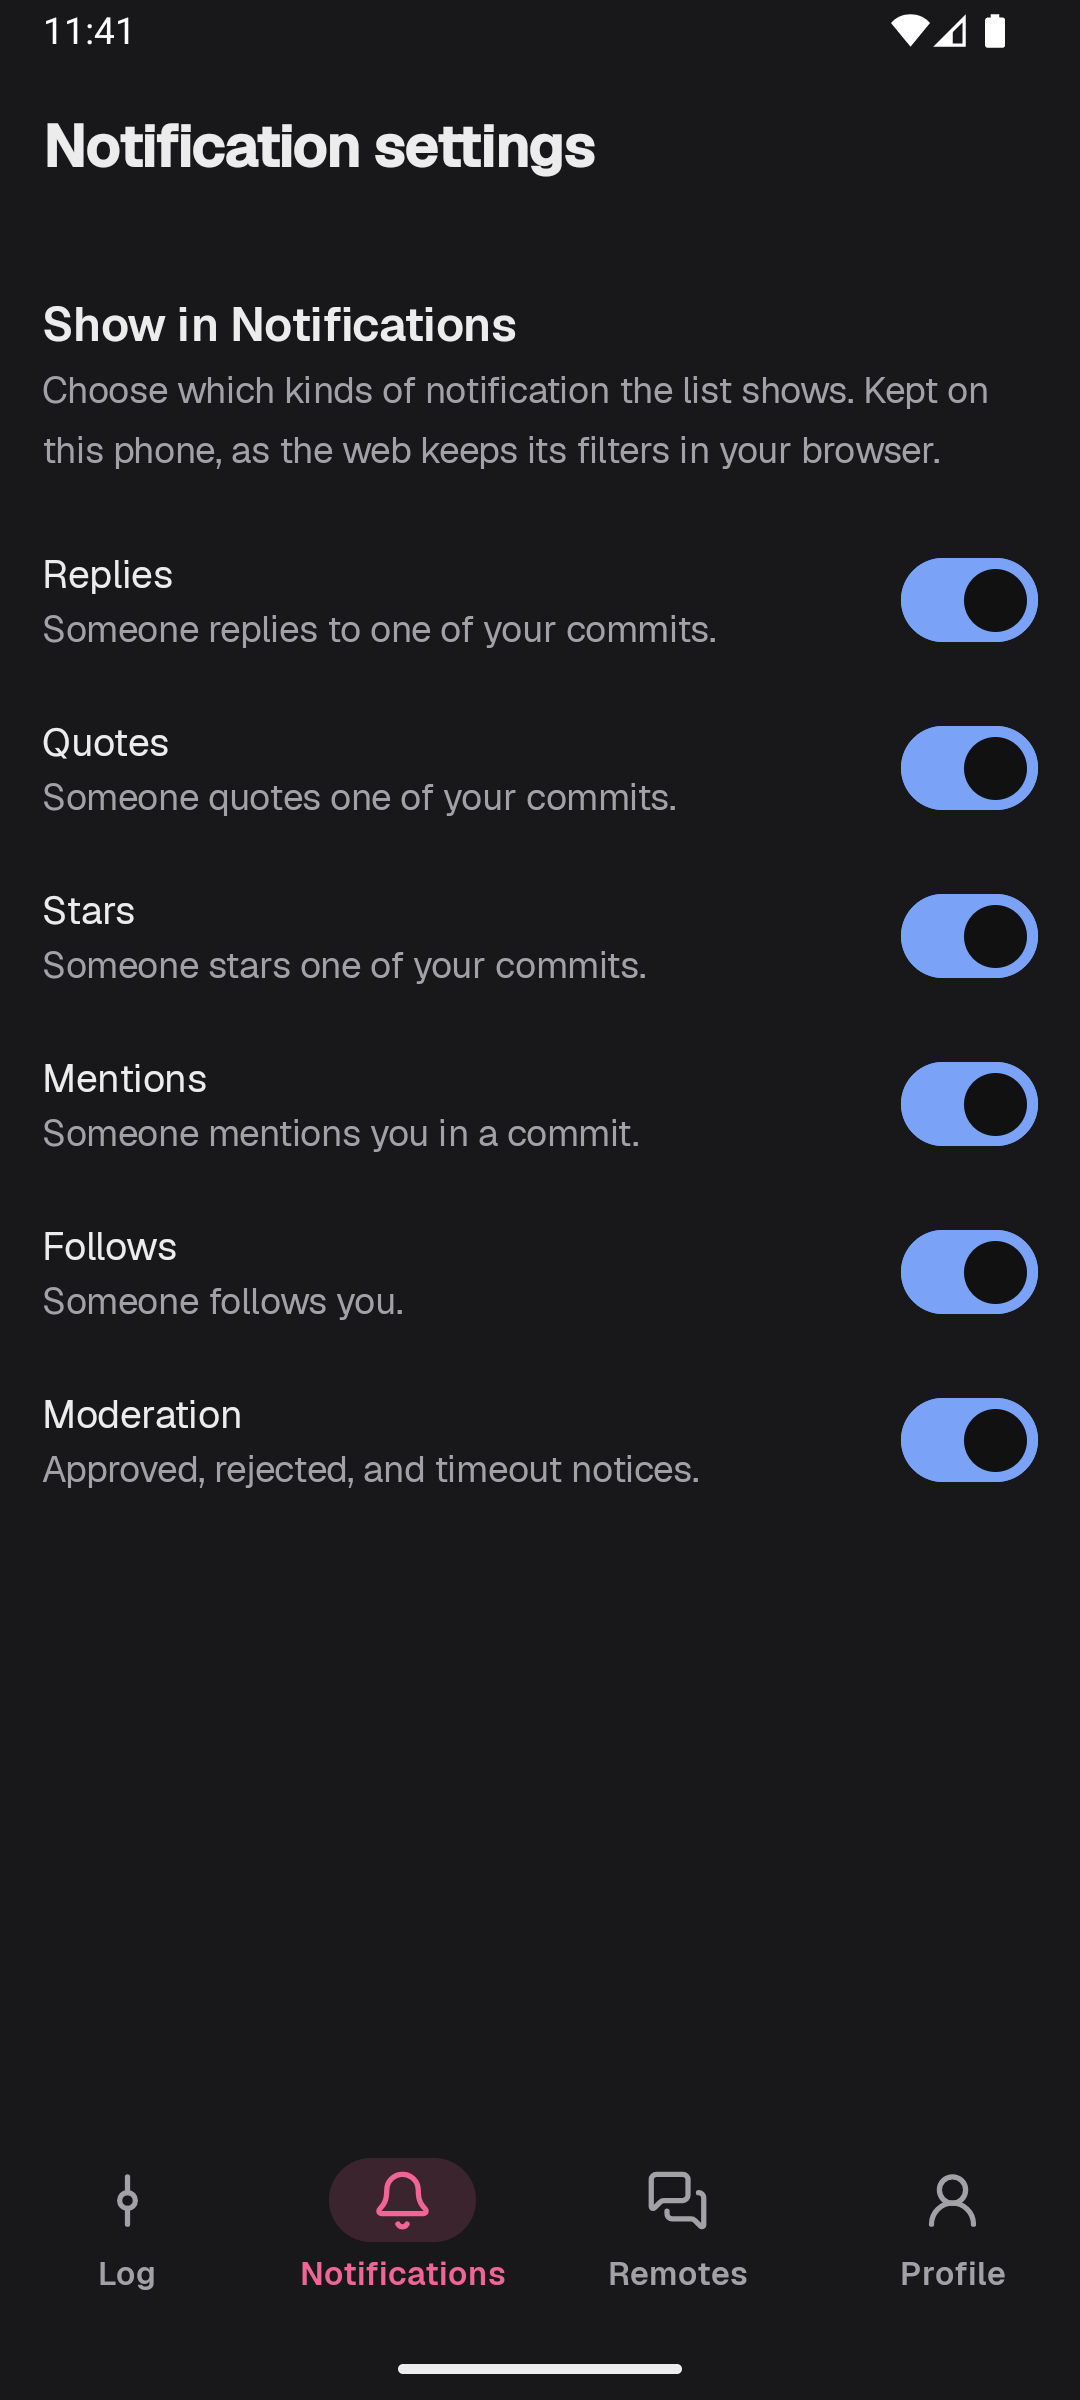 11:41
Notification settings
Show in Notifications
Choose which kinds of notification the list shows. Kept on
this phone, as the web keeps its filters in your browser.
Replies
Someone replies to one of your commits.
Quotes
Someone quotes one of your commits.
Stars
Someone stars one of your commits.
Mentions
Someone mentions you in a commit.
Follows
Someone follows you.
Moderation
Approved, rejected, and timeout notices.
Log
Notifications
Remotes
Profile